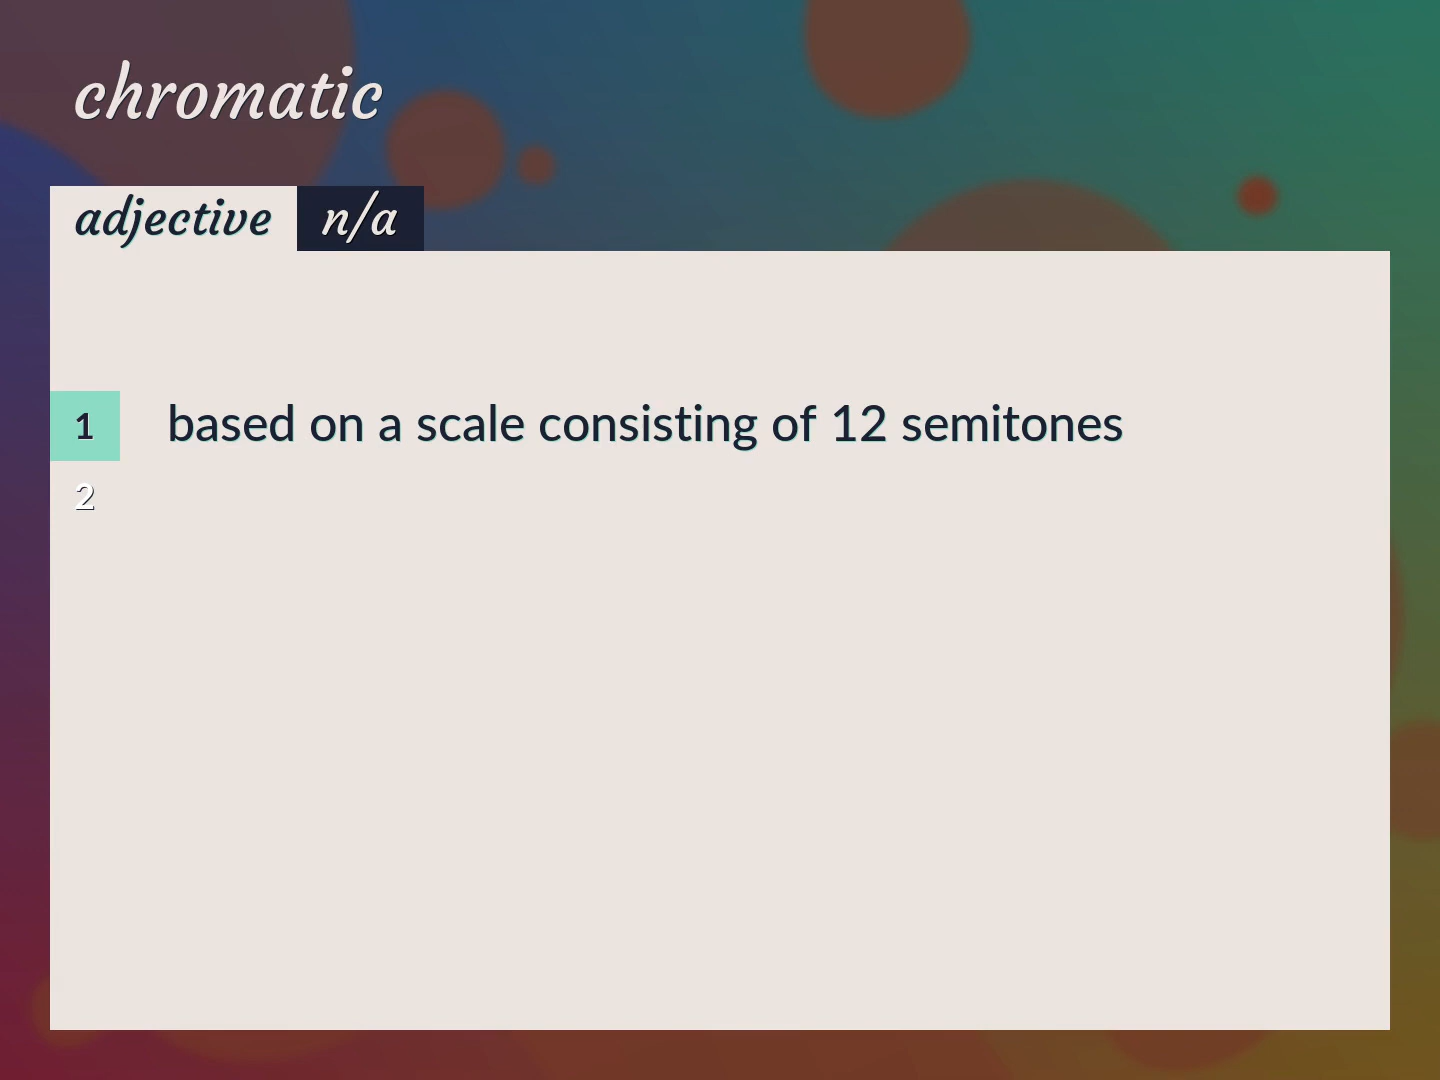 chromatic
adjective n/a
1 based on a scale consisting of 12 semitones
2